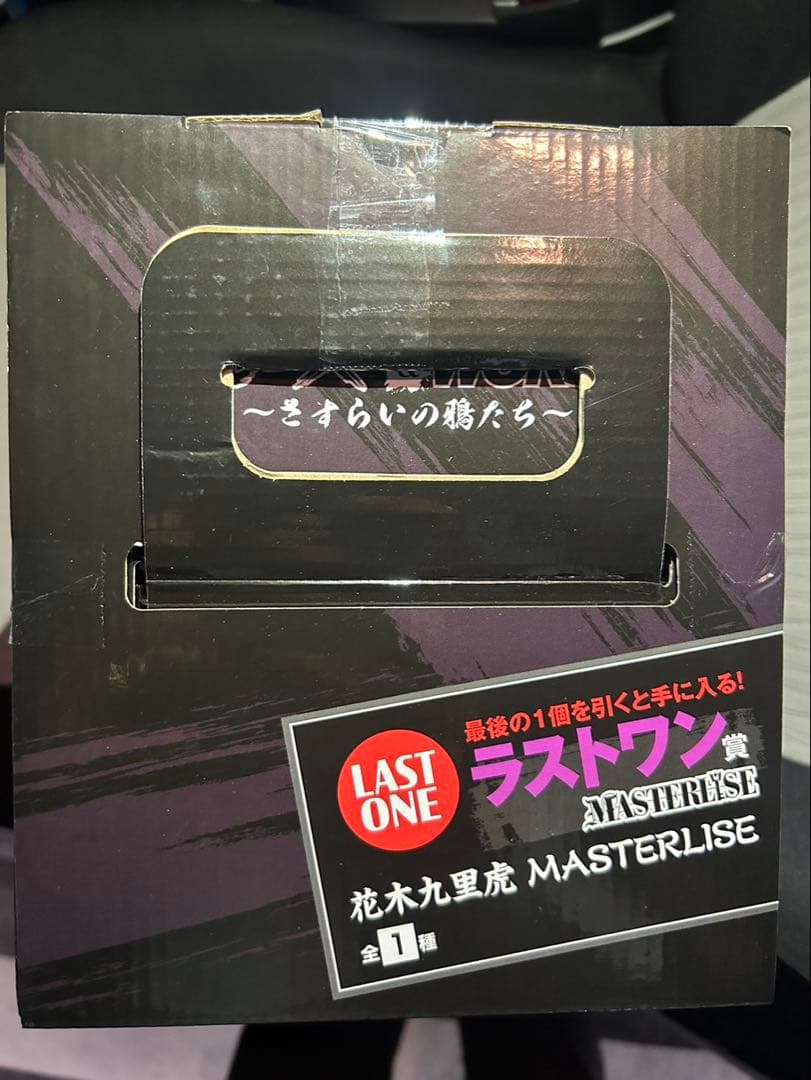 〜さすらいの鴉たち〜
最後の1個を引くと手に入る!
LAST
ONE
ラストワン賞
MASTERLISE
花木九里虎 MASTERLISE
全1種